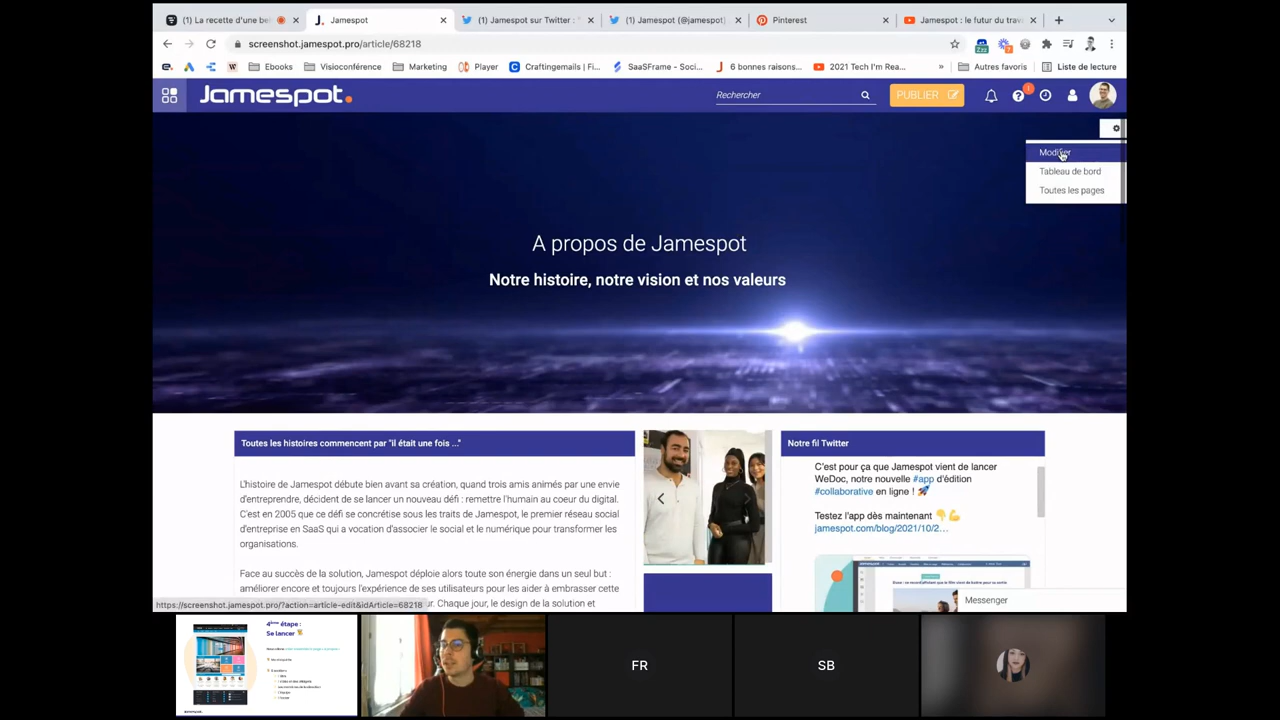 (1) La recette d'une bel
Jamespot
(1) Jamespot sur Twitter : "
(1) Jamespot (@jamespot)
Pinterest
Jamespot : le futur du trav
screenshot.jamespot.pro/article/68218
Ebooks
Visioconférence
Marketing
Player
Craftingemails | Fi...
SaaSFrame - Soci...
6 bonnes raisons...
2021 Tech I'm Rea...
»
Autres favoris
Liste de lecture
Jamespot.
Rechercher
PUBLIER
1
Modifier
Tableau de bord
Toutes les pages
A propos de Jamespot
Notre histoire, notre vision et nos valeurs
Toutes les histoires commencent par "il était une fois ..."
L'histoire de Jamespot débute bien avant sa création, quand trois amis animés par une envie
d'entreprendre, décident de se lancer un nouveau défi : remettre l'humain au coeur du digital.
C'est en 2005 que ce défi se concrétise sous les traits de Jamespot, le premier réseau social
d'entreprise en SaaS qui a vocation d'associer le social et le numérique pour transformer les
organisations.
Face au succès de la solution, Jamespot déploie alors toute son énergie dans un seul but :
améliorer encore et toujours l'expérience de ses utilisateurs pour les aider à embrasser cette
Chaque jour, le design de la solution et
Notre fil Twitter
C'est pour ça que Jamespot vient de lancer
WeDoc, notre nouvelle #app d'édition
#collaborative en ligne ! 🚀
Testez l'app dès maintenant 👇💪
jamespot.com/blog/2021/10/2...
Messenger
https://screenshot.jamespot.pro/?action=article-edit&idArticle=68218
4ème étape :
Se lancer
FR
SB